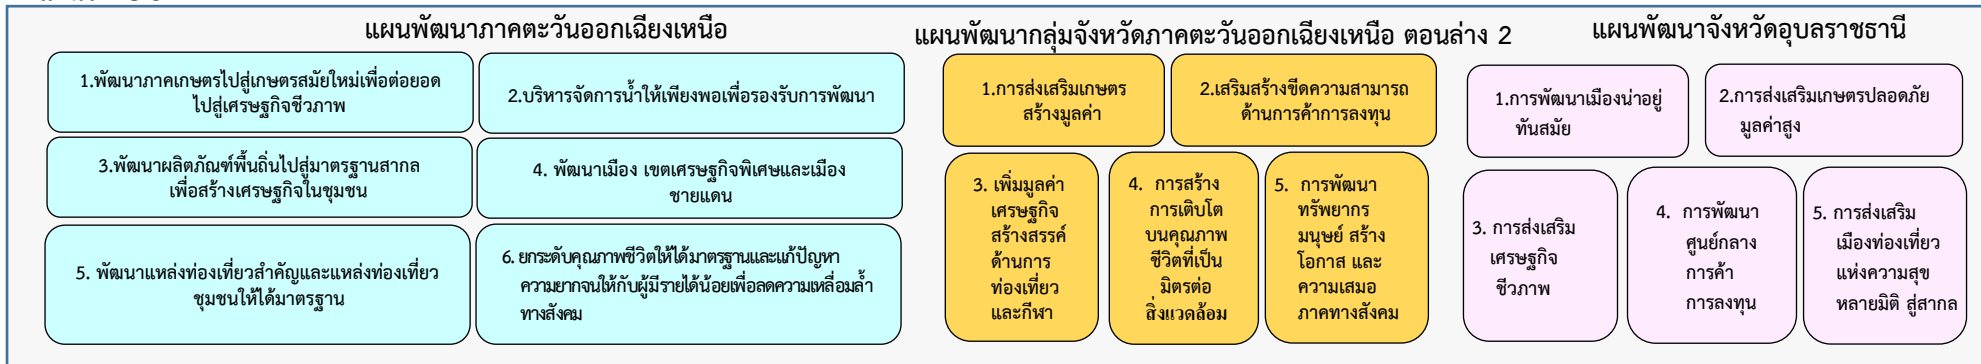 แผนพัฒนาภาคตะวันออกเฉียงเหนือ
1.พัฒนาภาคเกษตรไปสู่เกษตรสมัยใหม่เพื่อต่อยอด
ไปสู่เศรษฐกิจชีวภาพ
2.บริหารจัดการน้ำให้เพียงพอเพื่อรองรับการพัฒนา
3.พัฒนาผลิตภัณฑ์พื้นถิ่นไปสู่มาตรฐานสากล
เพื่อสร้างเศรษฐกิจในชุมชน
4. พัฒนาเมือง เขตเศรษฐกิจพิเศษและเมือง
ชายแดน
5. พัฒนาแหล่งท่องเที่ยวสำคัญและแหล่งท่องเที่ยว
ชุมชนให้ได้มาตรฐาน
6. ยกระดับคุณภาพชีวิตให้ได้มาตรฐานและแก้ปัญหา
ความยากจนให้กับผู้มีรายได้น้อยเพื่อลดความเหลื่อมล้ำ
ทางสังคม
แผนพัฒนากลุ่มจังหวัดภาคตะวันออกเฉียงเหนือ ตอนล่าง 2
1.การส่งเสริมเกษตร
สร้างมูลค่า
2.เสริมสร้างขีดความสามารถ
ด้านการค้าการลงทุน
3. เพิ่มมูลค่า
เศรษฐกิจ
สร้างสรรค์
ด้านการ
ท่องเที่ยว
และกีฬา
4. การสร้าง
การเติบโต
บนคุณภาพ
ชีวิตที่เป็น
มิตรต่อ
สิ่งแวดล้อม
5. การพัฒนา
ทรัพยากร
มนุษย์ สร้าง
โอกาส และ
ความเสมอ
ภาคทางสังคม
แผนพัฒนาจังหวัดอุบลราชธานี
1.การพัฒนาเมืองน่าอยู่
ทันสมัย
2.การส่งเสริมเกษตรปลอดภัย
มูลค่าสูง
3. การส่งเสริม
เศรษฐกิจ
ชีวภาพ
4. การพัฒนา
ศูนย์กลาง
การค้า
การลงทุน
5. การส่งเสริม
เมืองท่องเที่ยว
แห่งความสุข
หลายมิติ สู่สากล